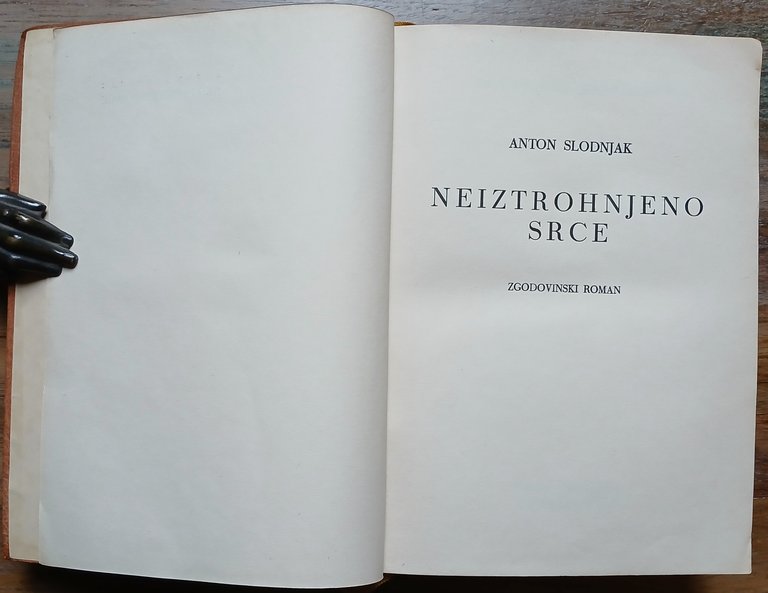 ANTON SLODNJAK
NEIZTROHNJENO
SRCE
ZGODOVINSKI ROMAN